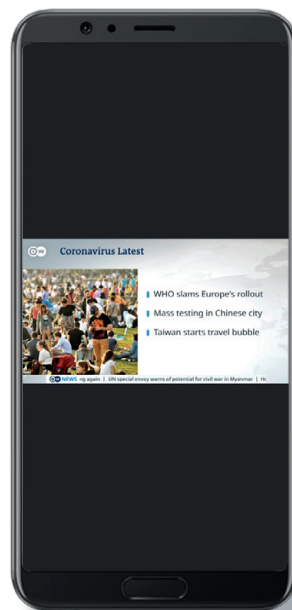 DW
Coronavirus Latest
WHO slams Europe's rollout
Mass testing in Chinese city
Taiwan starts travel bubble
DW NEWS ng again | UN special envoy warns of potential for civil war in Myanmar | Ho